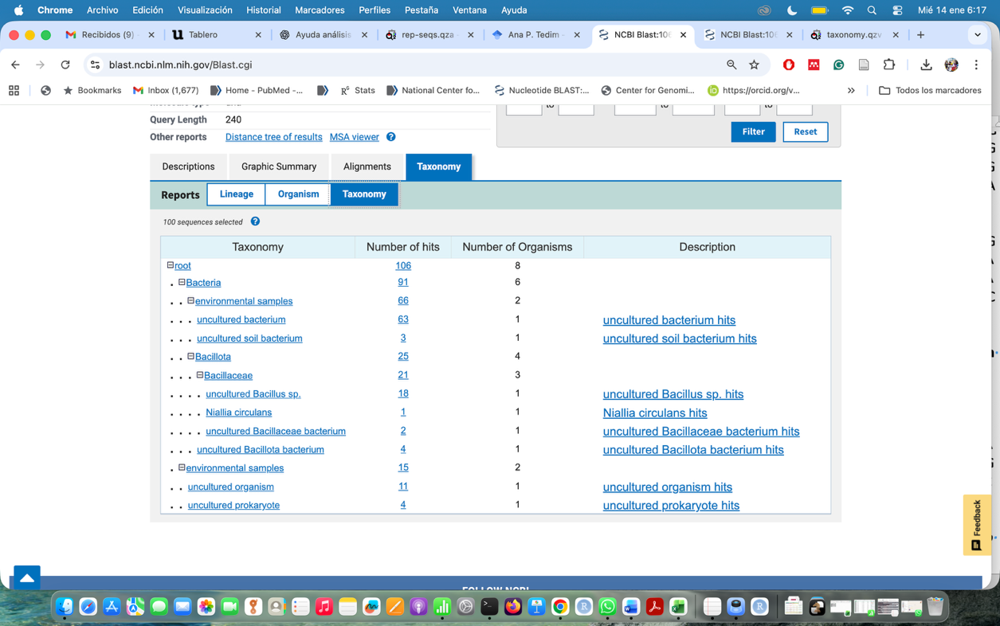 Chrome Archivo Edición Visualización Historial Marcadores Perfiles Pestaña Ventana Ayuda Mié 14 ene 6:17
Recibidos (9) Tablero Ayuda análisis rep-seqs.qza Ana P. Tedim NCBI Blast:106 NCBI Blast:106 taxonomy.qzv
blast.ncbi.nlm.nih.gov/Blast.cgi
Bookmarks Inbox (1,677) Home - PubMed -... Stats National Center fo... Nucleotide BLAST:... Center for Genomi... https://orcid.org/v... Todos los marcadores
to to to
Query Length 240
Other reports Distance tree of results MSA viewer ?
Filter Reset
Descriptions Graphic Summary Alignments Taxonomy
Reports Lineage Organism Taxonomy
100 sequences selected ?
Taxonomy Number of hits Number of Organisms Description
root 106 8
. Bacteria 91 6
. . environmental samples 66 2
. . . uncultured bacterium 63 1 uncultured bacterium hits
. . . uncultured soil bacterium 3 1 uncultured soil bacterium hits
. . Bacillota 25 4
. . . Bacillaceae 21 3
. . . . uncultured Bacillus sp. 18 1 uncultured Bacillus sp. hits
. . . . Niallia circulans 1 1 Niallia circulans hits
. . . . uncultured Bacillaceae bacterium 2 1 uncultured Bacillaceae bacterium hits
. . . uncultured Bacillota bacterium 4 1 uncultured Bacillota bacterium hits
. environmental samples 15 2
. . uncultured organism 11 1 uncultured organism hits
. . uncultured prokaryote 4 1 uncultured prokaryote hits
Feedback
FOLLOW NCBI